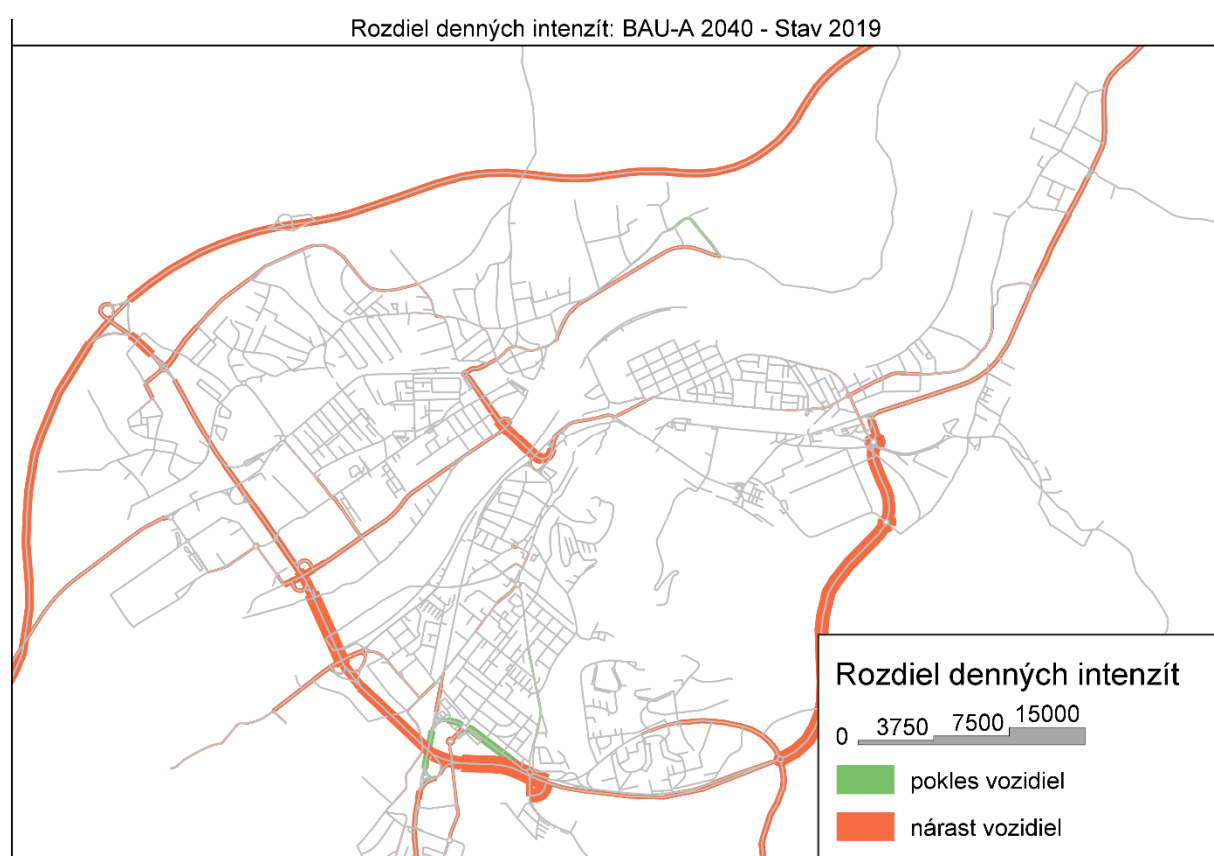 Rozdiel denných intenzít: BAU-A 2040 - Stav 2019
Rozdiel denných intenzít
0 3750 7500 15000
pokles vozidiel
nárast vozidiel